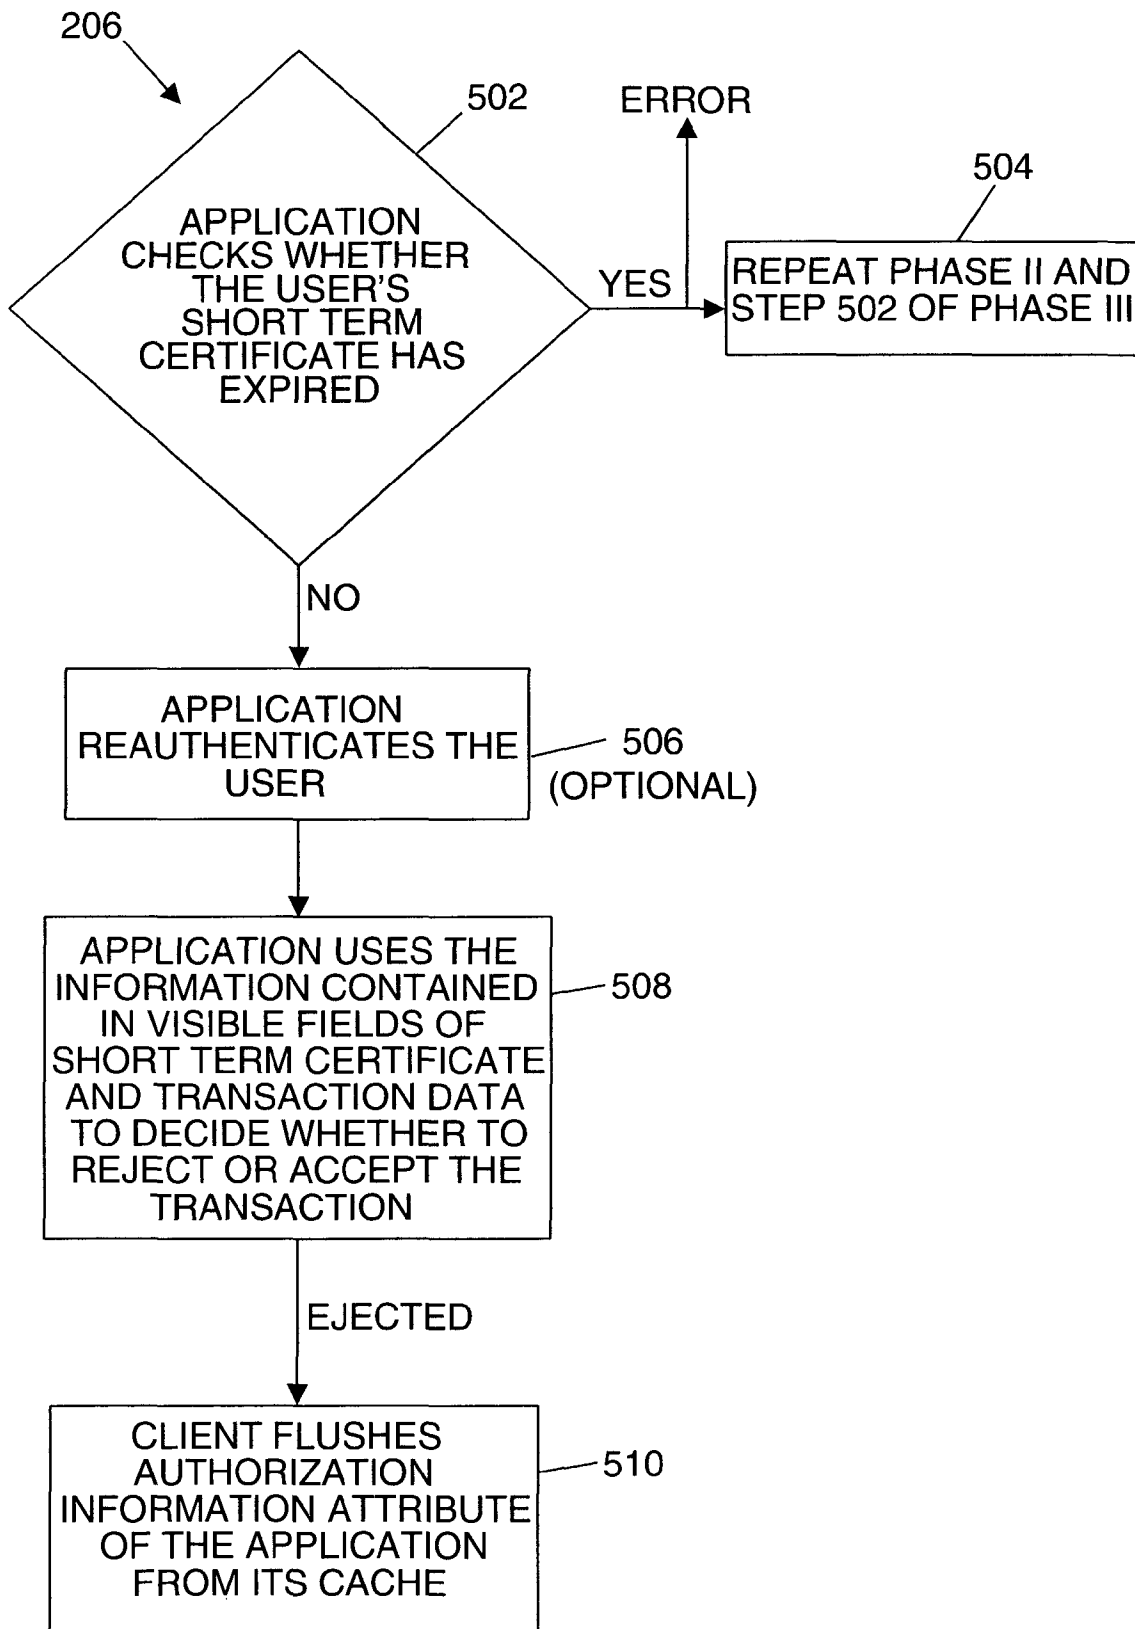 206
502
ERROR
504
APPLICATION
CHECKS WHETHER
THE USER'S
SHORT TERM
CERTIFICATE HAS
EXPIRED
YES
REPEAT PHASE II AND
STEP 502 OF PHASE III
NO
APPLICATION
REAUTHENTICATES THE
USER
506
(OPTIONAL)
APPLICATION USES THE
INFORMATION CONTAINED
IN VISIBLE FIELDS OF
SHORT TERM CERTIFICATE
AND TRANSACTION DATA
TO DECIDE WHETHER TO
REJECT OR ACCEPT THE
TRANSACTION
508
EJECTED
CLIENT FLUSHES
AUTHORIZATION
INFORMATION ATTRIBUTE
OF THE APPLICATION
FROM ITS CACHE
510